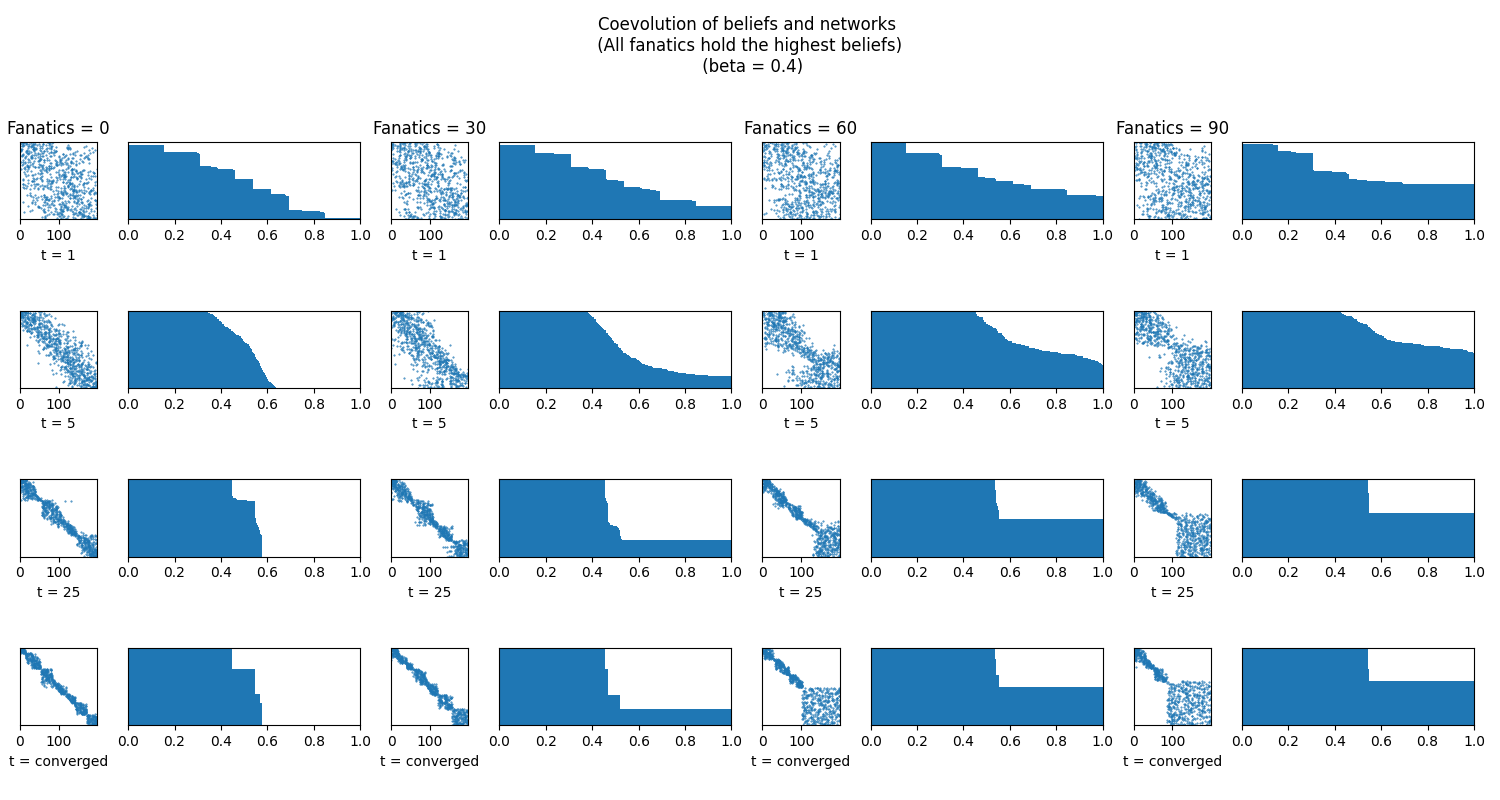 Coevolution of beliefs and networks
(All fanatics hold the highest beliefs)
(beta = 0.4)
Fanatics = 0 Fanatics = 30 Fanatics = 60 Fanatics = 90
0 100 0.0 0.2 0.4 0.6 0.8 1.0 0 100 0.0 0.2 0.4 0.6 0.8 1.0 0 100 0.0 0.2 0.4 0.6 0.8 1.0 0 100 0.0 0.2 0.4 0.6 0.8 1.0
t = 1 t = 1 t = 1 t = 1
0 100 0.0 0.2 0.4 0.6 0.8 1.0 0 100 0.0 0.2 0.4 0.6 0.8 1.0 0 100 0.0 0.2 0.4 0.6 0.8 1.0 0 100 0.0 0.2 0.4 0.6 0.8 1.0
t = 5 t = 5 t = 5 t = 5
0 100 0.0 0.2 0.4 0.6 0.8 1.0 0 100 0.0 0.2 0.4 0.6 0.8 1.0 0 100 0.0 0.2 0.4 0.6 0.8 1.0 0 100 0.0 0.2 0.4 0.6 0.8 1.0
t = 25 t = 25 t = 25 t = 25
0 100 0.0 0.2 0.4 0.6 0.8 1.0 0 100 0.0 0.2 0.4 0.6 0.8 1.0 0 100 0.0 0.2 0.4 0.6 0.8 1.0 0 100 0.0 0.2 0.4 0.6 0.8 1.0
t = converged t = converged t = converged t = converged